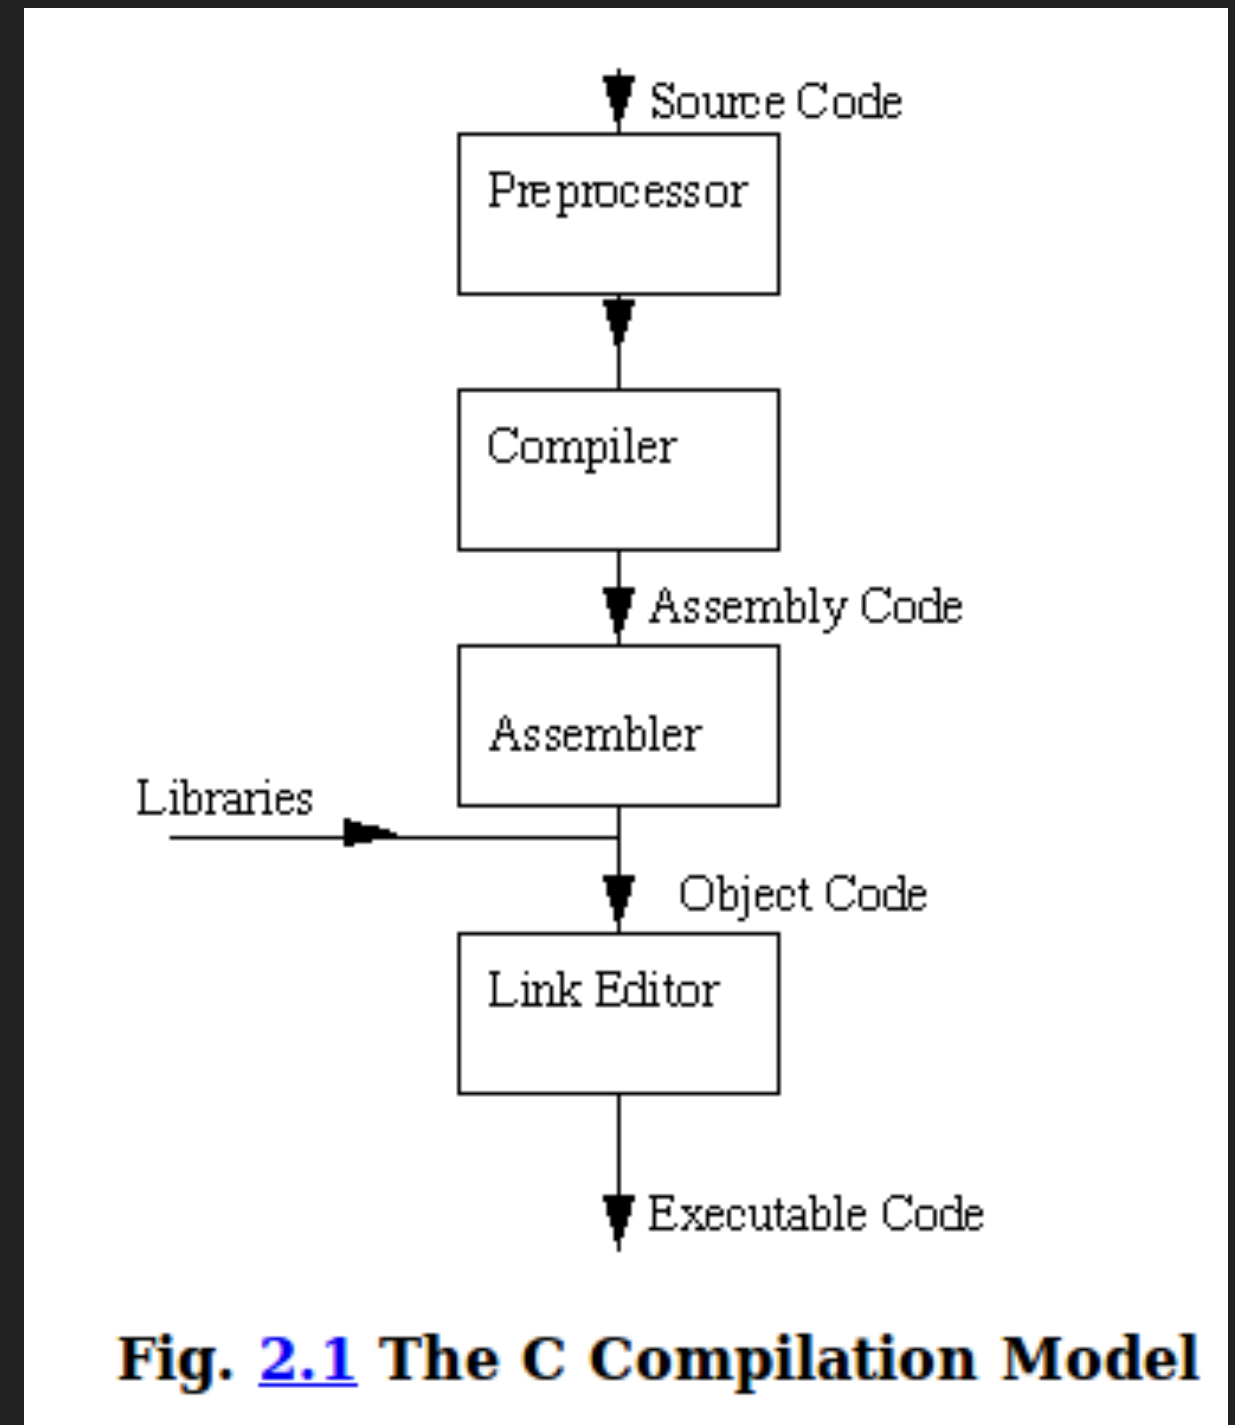 Source Code
Preprocessor
Compiler
Assembly Code
Assembler
Libraries
Object Code
Link Editor
Executable Code
Fig. 2.1 The C Compilation Model